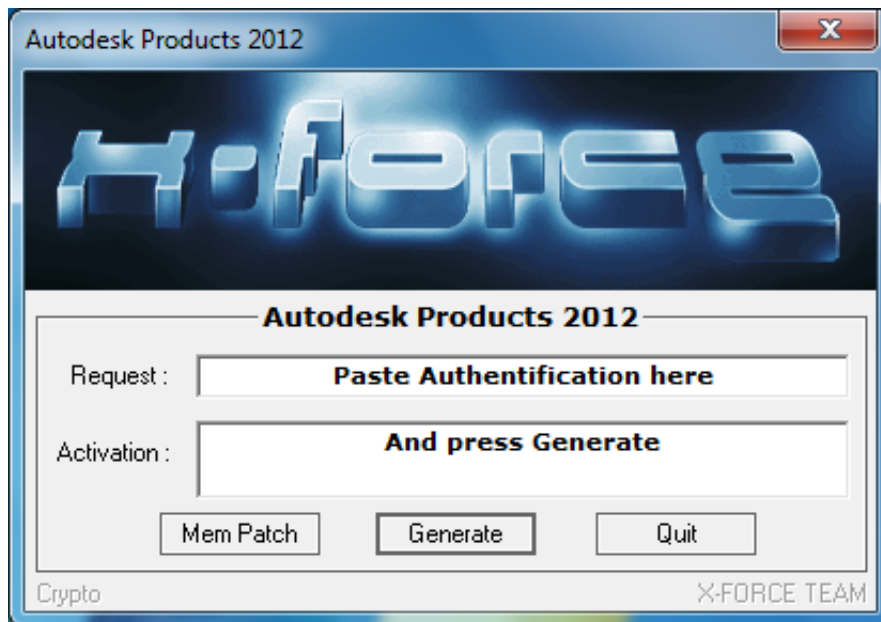 Autodesk Products 2012
x-force
Autodesk Products 2012
Request :
Paste Authentification here
Activation :
And press Generate
Mem Patch
Generate
Quit
Crypto
X-FORCE TEAM